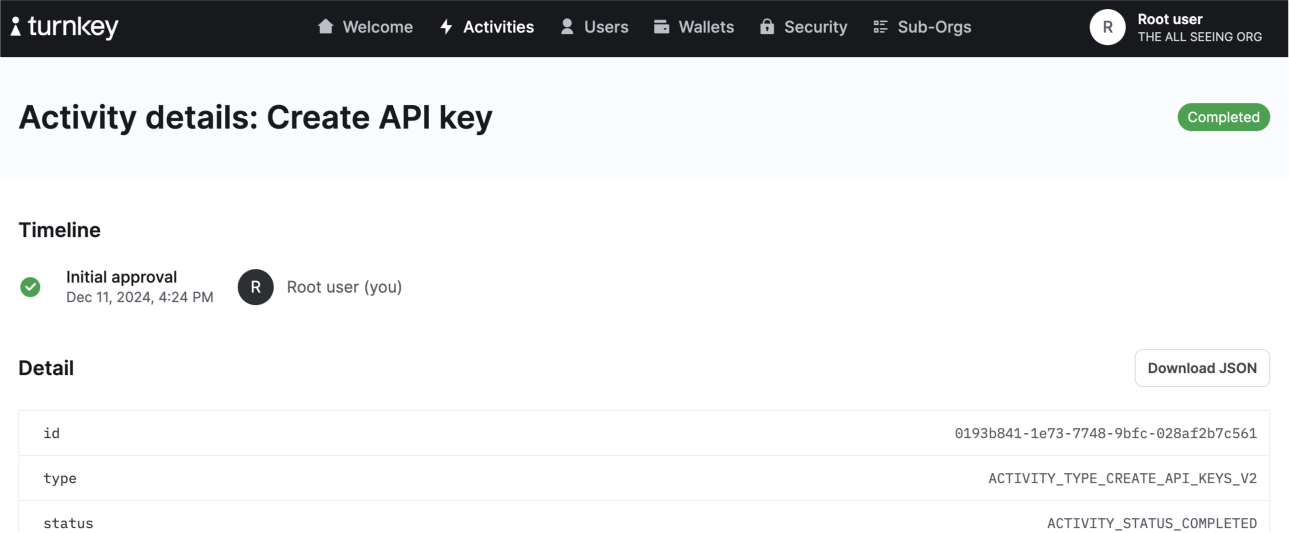 turnkey
Welcome
Activities
Users
Wallets
Security
Sub-Orgs
R
Root user
THE ALL SEEING ORG
Activity details: Create API key
Completed
Timeline
Initial approval
Dec 11, 2024, 4:24 PM
R
Root user (you)
Detail
Download JSON
id
0193b841-1e73-7748-9bfc-028af2b7c561
type
ACTIVITY_TYPE_CREATE_API_KEYS_V2
status
ACTIVITY_STATUS_COMPLETED